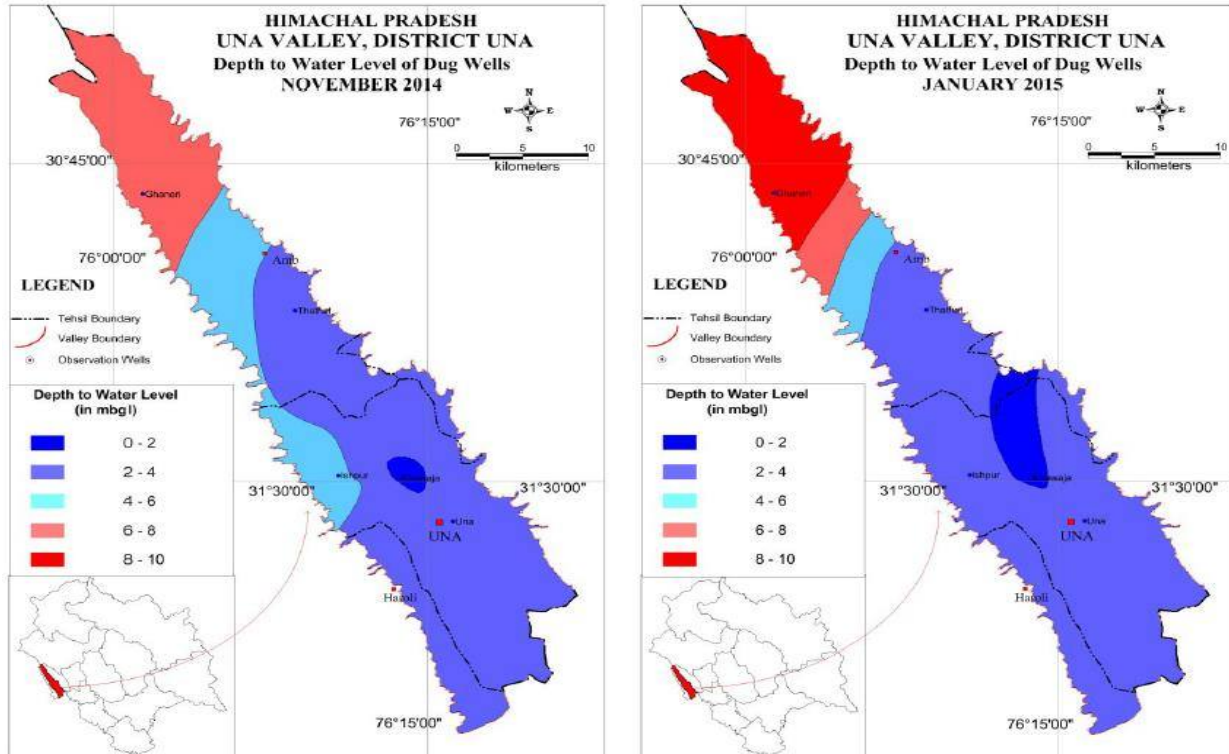 HIMACHAL PRADESH
UNA VALLEY, DISTRICT UNA
Depth to Water Level of Dug Wells
NOVEMBER 2014
N
W E
S
76°15'00"
0 5 10
kilometers
30°45'00"
Ghanari
76°00'00"
Amb
LEGEND
Tehsil Boundary
Valley Boundary
Observation Wells
Depth to Water Level
(in mbgl)
0 - 2
2 - 4
4 - 6
6 - 8
8 - 10
Ishpur
31°30'00"
Una
UNA
Haroli
76°15'00"
HIMACHAL PRADESH
UNA VALLEY, DISTRICT UNA
Depth to Water Level of Dug Wells
JANUARY 2015
N
W E
S
76°15'00"
0 5 10
kilometers
30°45'00"
Ghanari
76°00'00"
Amb
LEGEND
Tehsil Boundary
Valley Boundary
Observation Wells
Depth to Water Level
(in mbgl)
0 - 2
2 - 4
4 - 6
6 - 8
8 - 10
Ishpur
31°30'00"
31°30'00"
Una
UNA
Haroli
76°15'00"